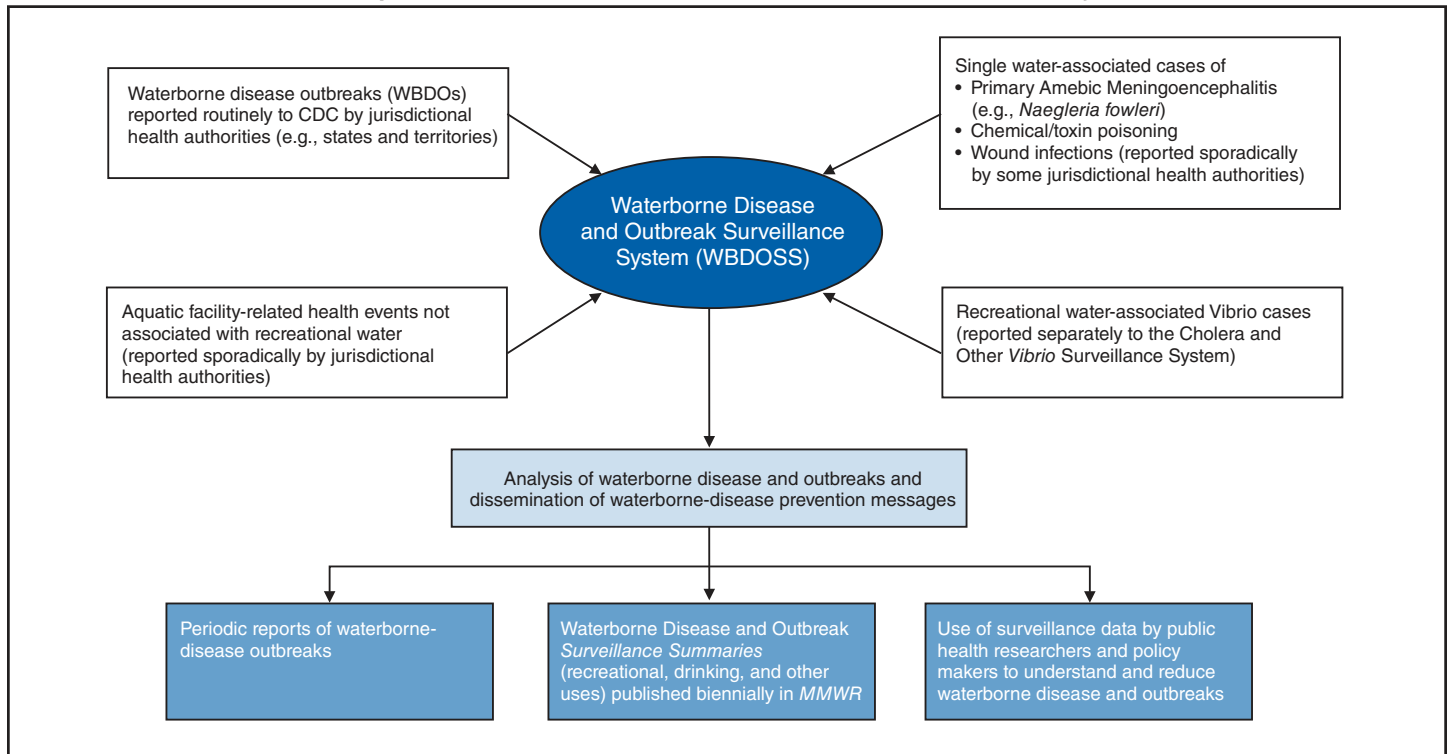 Waterborne disease outbreaks (WBDOs)
reported routinely to CDC by jurisdictional
health authorities (e.g., states and territories)
Single water-associated cases of
• Primary Amebic Meningoencephalitis
(e.g., Naegleria fowleri)
• Chemical/toxin poisoning
• Wound infections (reported sporadically
by some jurisdictional health authorities)
Waterborne Disease
and Outbreak Surveillance
System (WBDOSS)
Aquatic facility-related health events not
associated with recreational water
(reported sporadically by jurisdictional
health authorities)
Recreational water-associated Vibrio cases
(reported separately to the Cholera and
Other Vibrio Surveillance System)
Analysis of waterborne disease and outbreaks and
dissemination of waterborne-disease prevention messages
Periodic reports of waterborne-
disease outbreaks
Waterborne Disease and Outbreak
Surveillance Summaries
(recreational, drinking, and other
uses) published biennially in MMWR
Use of surveillance data by public
health researchers and policy
makers to understand and reduce
waterborne disease and outbreaks